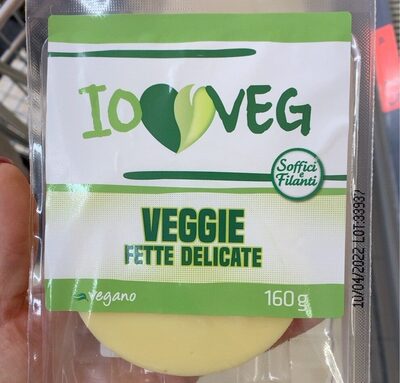 IO VEG
Soffici
e
Filanti
VEGGIE
FETTE DELICATE
vegano
160g
10/04/2022 LOT:33937